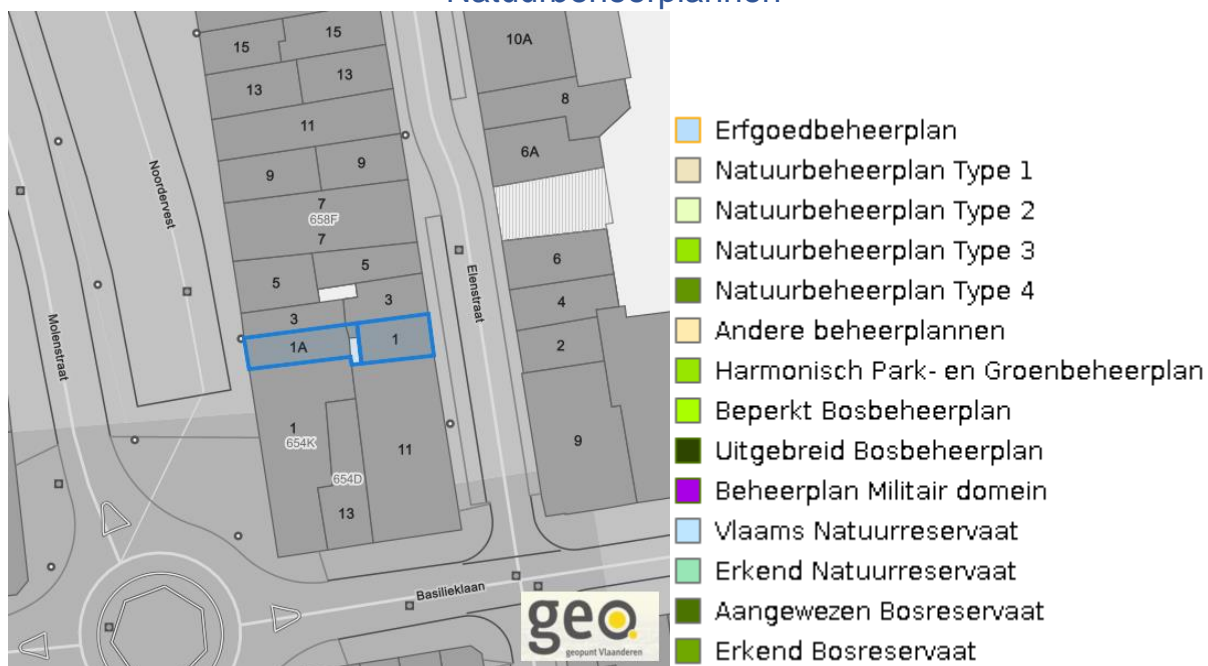 Natuurbeheerplannen
15
15
10A
13
13
8
11
6A
9
9
Noordervest
7
658F
7
5
5
6
Elenstraat
3
3
4
Molenstraat
1A
1
2
1
654K
11
9
654D
13
Basilieklaan
geo
geopunt Vlaanderen
Erfgoedbeheerplan
Natuurbeheerplan Type 1
Natuurbeheerplan Type 2
Natuurbeheerplan Type 3
Natuurbeheerplan Type 4
Andere beheerplannen
Harmonisch Park- en Groenbeheerplan
Beperkt Bosbeheerplan
Uitgebreid Bosbeheerplan
Beheerplan Militair domein
Vlaams Natuurreservaat
Erkend Natuurreservaat
Aangewezen Bosreservaat
Erkend Bosreservaat